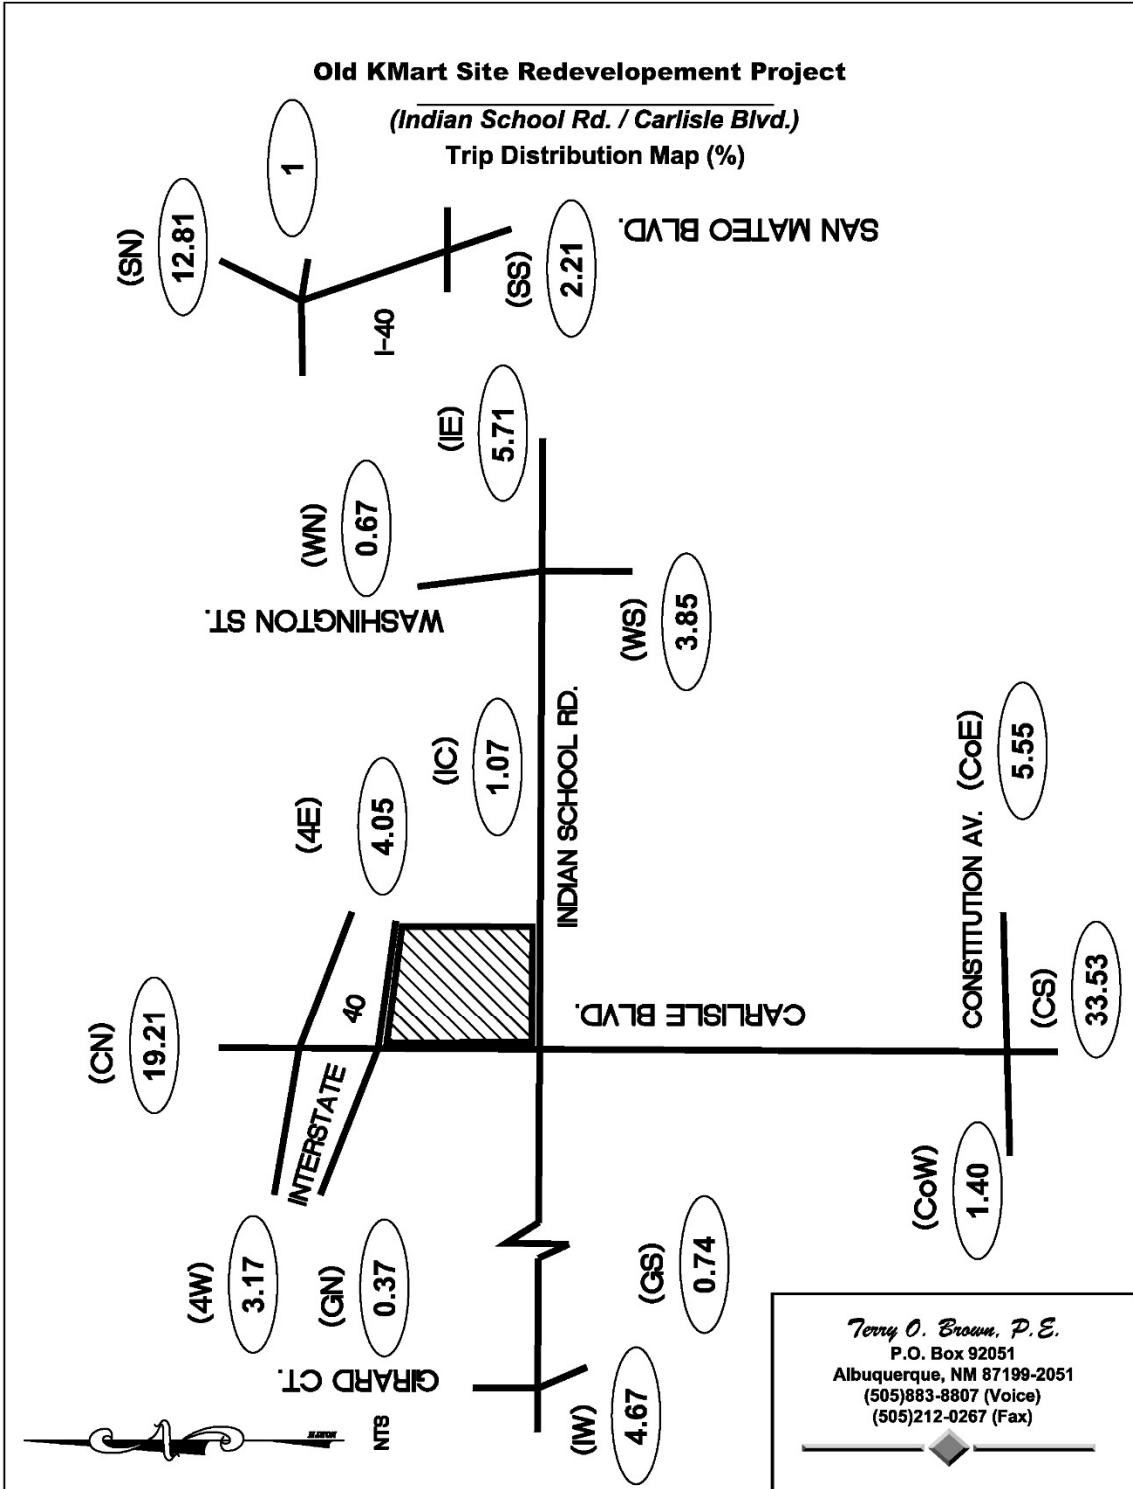 Old KMart Site Redevelopement Project
(Indian School Rd. / Carlisle Blvd.)
Trip Distribution Map (%)
1
(SN)
12.81
SAN MATEO BLVD.
(SS)
2.21
I-40
(IE)
5.71
(WN)
0.67
WASHINGTON ST.
(WS)
3.85
(IC)
1.07
INDIAN SCHOOL RD.
(4E)
4.05
(CoE)
5.55
CONSTITUTION AV.
(CN)
19.21
INTERSTATE
40
CARLISLE BLVD.
(CS)
33.53
(CoW)
1.40
(4W)
3.17
(GN)
0.37
(GS)
0.74
GIRARD CT.
(IW)
4.67
NORTH
NTS
Terry O. Brown, P.E.
P.O. Box 92051
Albuquerque, NM 87199-2051
(505)883-8807 (Voice)
(505)212-0267 (Fax)